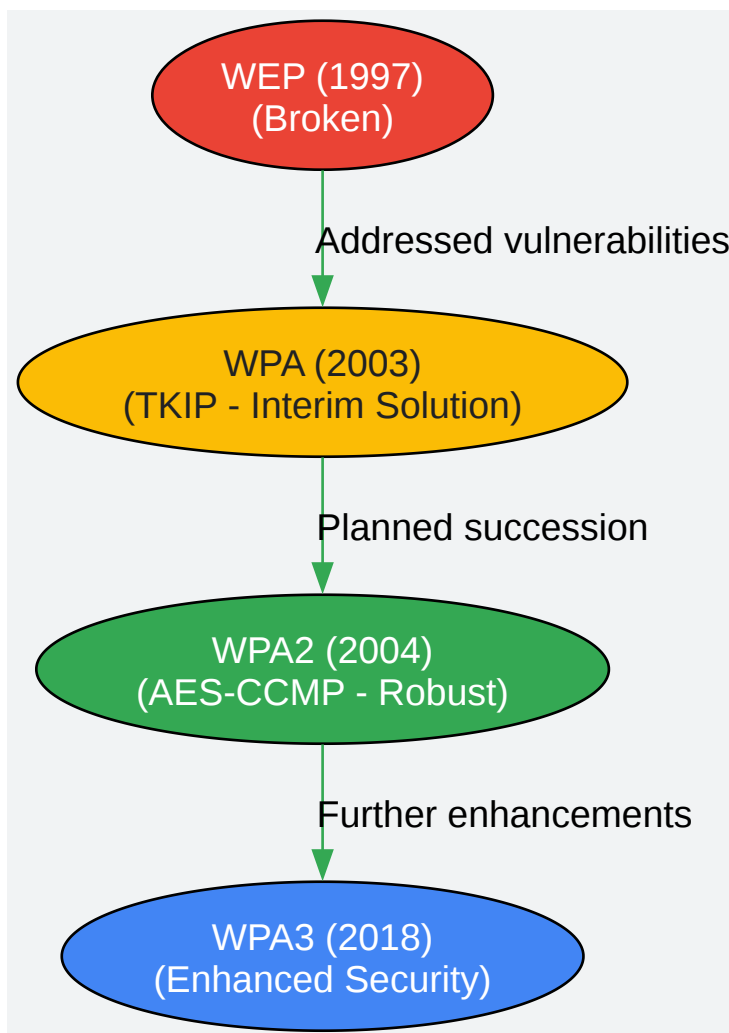 WEP (1997)
(Broken)
Addressed vulnerabilities
WPA (2003)
(TKIP - Interim Solution)
Planned succession
WPA2 (2004)
(AES-CCMP - Robust)
Further enhancements
WPA3 (2018)
(Enhanced Security)